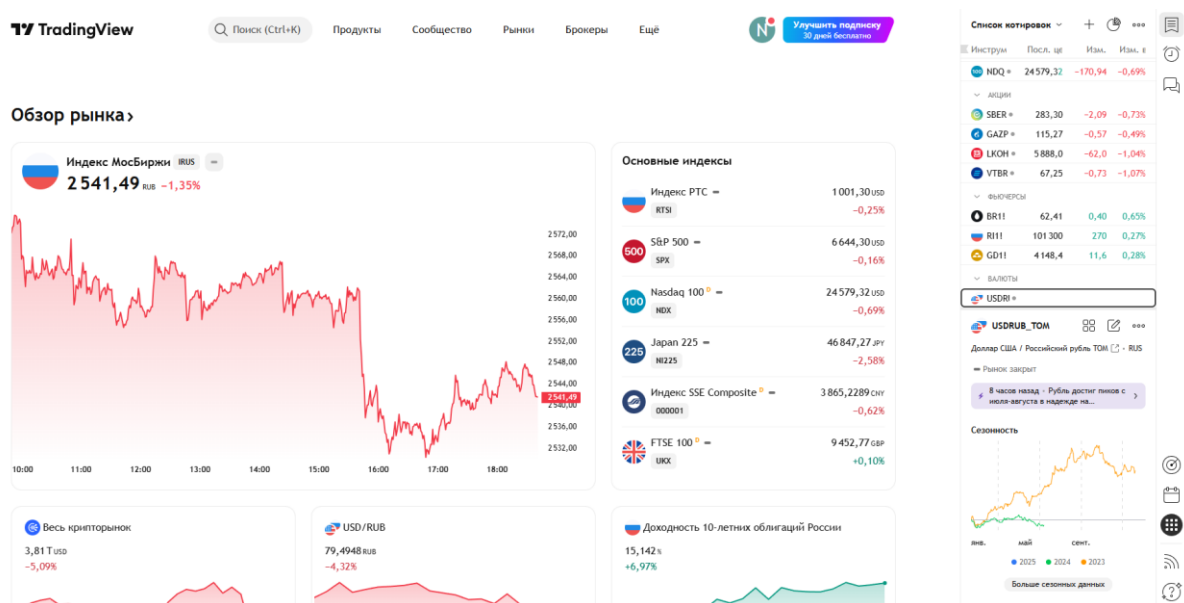 TradingView
Поиск (Ctrl+K)
Продукты
Сообщество
Рынки
Брокеры
Ещё
N
Улучшить подписку
30 дней бесплатно
Обзор рынка ›
Индекс МосБиржи IRUS
2 541,49 RUB −1,35%
2 572,00
2 568,00
2 564,00
2 560,00
2 556,00
2 552,00
2 548,00
2 544,00
2 541,49
2 540,00
2 536,00
2 532,00
10:00 11:00 12:00 13:00 14:00 15:00 16:00 17:00 18:00
Основные индексы
Индекс РТС 1 001,30 USD
RTSI −0,25%
500 S&P 500 6 644,30 USD
SPX −0,16%
100 Nasdaq 100 D 24 579,32 USD
NDX −0,69%
225 Japan 225 46 847,27 JPY
NI225 −2,58%
Индекс SSE Composite D 3 865,2289 CNY
000001 −0,62%
FTSE 100 D 9 452,77 GBP
UKX +0,10%
Весь крипторынок
3,81 T USD
−5,09%
USD/RUB
79,4948 RUB
−4,32%
Доходность 10-летних облигаций России
15,142 %
+6,97%
Список котировок
Инструм Посл. це Изм. Изм. в
100 NDQ 24 579,32 −170,94 −0,69%
АКЦИИ
SBER 283,30 −2,09 −0,73%
GAZP 115,27 −0,57 −0,49%
LKOH 5 888,0 −62,0 −1,04%
VTBR 67,25 −0,73 −1,07%
ФЬЮЧЕРСЫ
BR1! 62,41 0,40 0,65%
RI1! 101 300 270 0,27%
GD1! 4 148,4 11,6 0,28%
ВАЛЮТЫ
USDRI
USDRUB_TOM
Доллар США / Российский рубль TOM • RUS
Рынок закрыт
8 часов назад • Рубль достиг пиков с
июля-августа в надежде на...
Сезонность
янв. май сент.
2025 2024 2023
Больше сезонных данных